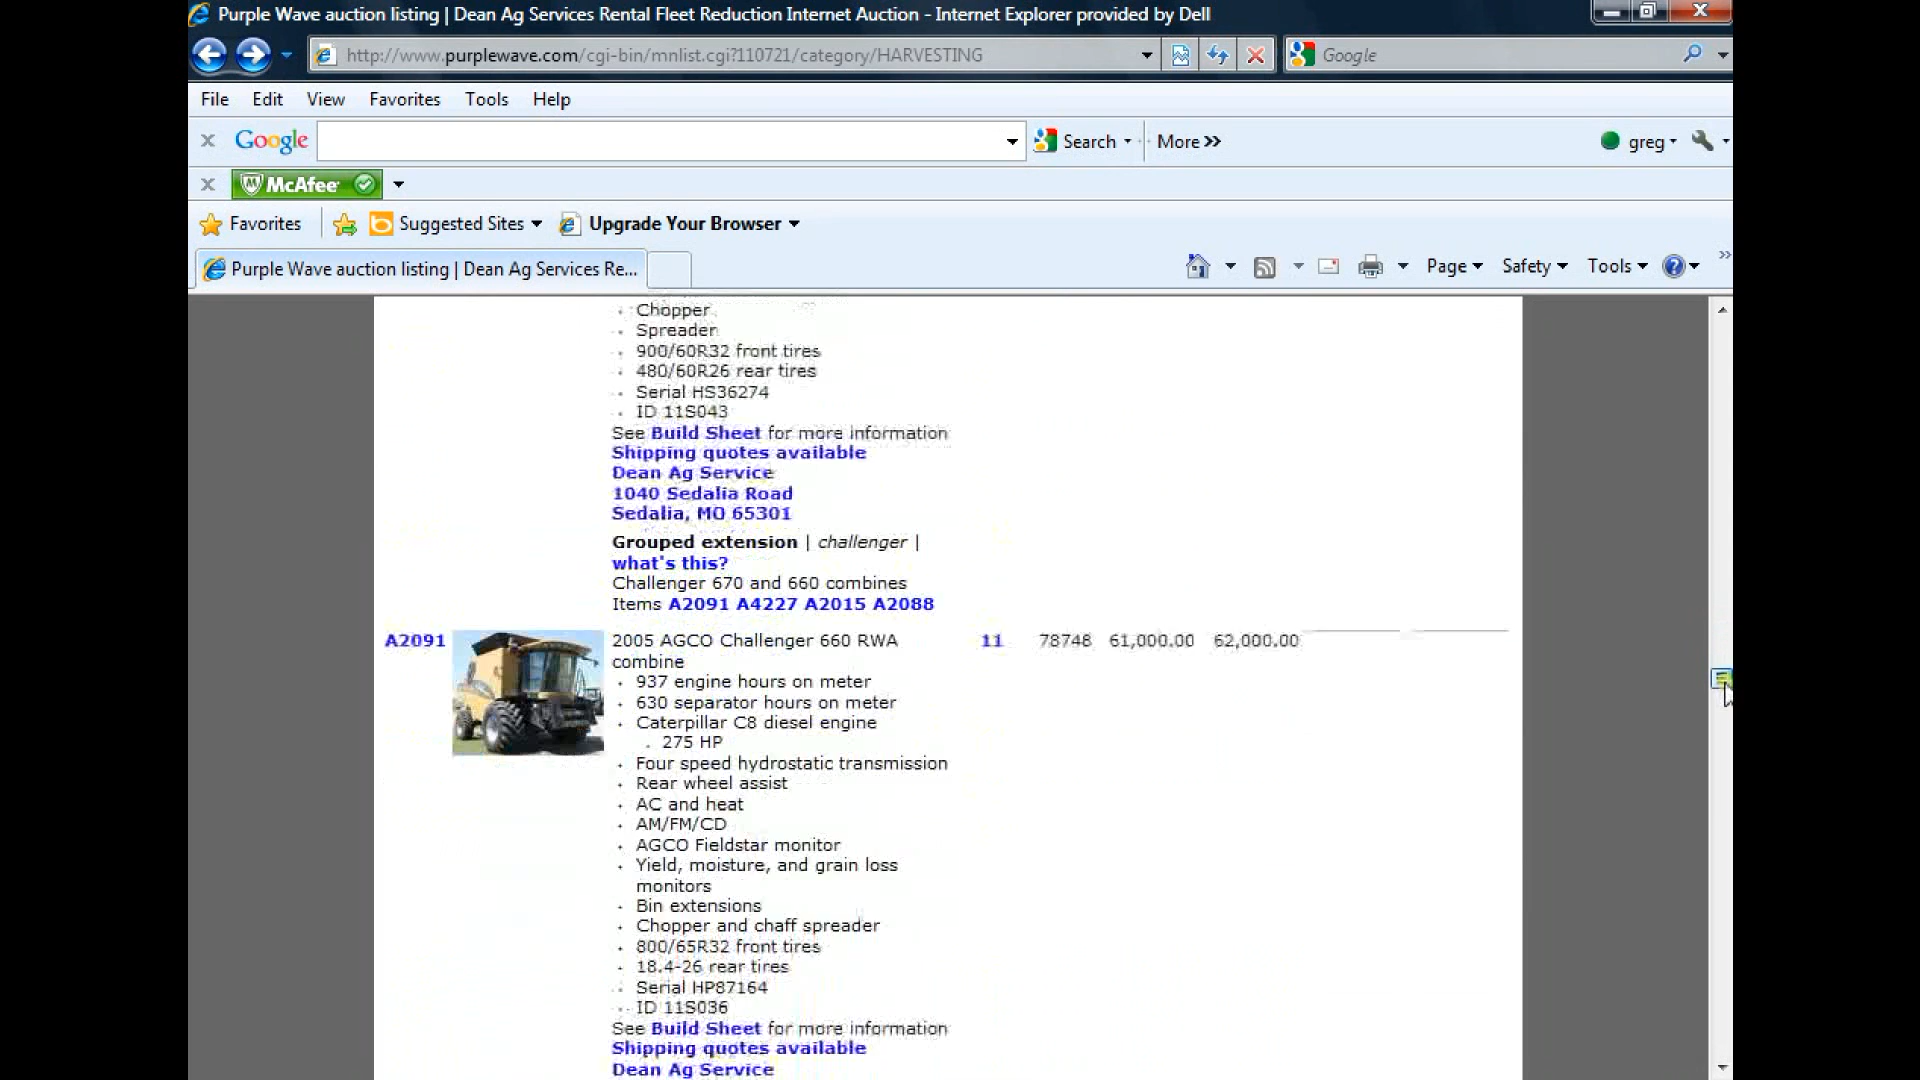 Purple Wave auction listing | Dean Ag Services Rental Fleet Reduction Internet Auction - Internet Explorer provided by Dell
http://www.purplewave.com/cgi-bin/mnlist.cgi?110721/category/HARVESTING
Google
File Edit View Favorites Tools Help
x Google Search More >> greg
x McAfee
Favorites Suggested Sites Upgrade Your Browser
Purple Wave auction listing | Dean Ag Services Re... Page Safety Tools
Chopper
Spreader
900/60R32 front tires
480/60R26 rear tires
Serial HS36274
ID 11S043
See Build Sheet for more information
Shipping quotes available
Dean Ag Service
1040 Sedalia Road
Sedalia, MO 65301
Grouped extension | challenger |
what's this?
Challenger 670 and 660 combines
Items A2091 A4227 A2015 A2088
A2091 2005 AGCO Challenger 660 RWA 11 78748 61,000.00 62,000.00
combine
937 engine hours on meter
630 separator hours on meter
Caterpillar C8 diesel engine
275 HP
Four speed hydrostatic transmission
Rear wheel assist
AC and heat
AM/FM/CD
AGCO Fieldstar monitor
Yield, moisture, and grain loss
monitors
Bin extensions
Chopper and chaff spreader
800/65R32 front tires
18.4-26 rear tires
Serial HP87164
ID 11S036
See Build Sheet for more information
Shipping quotes available
Dean Ag Service